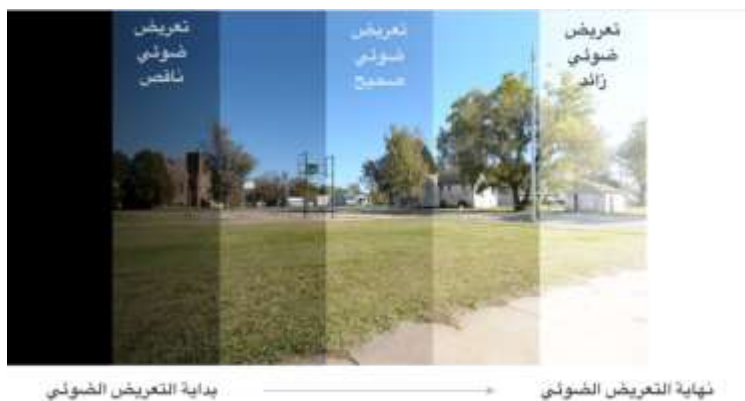 تعريض
ضوئي
ناقص
تعريض
ضوئي
صحيح
تعريض
ضوئي
زائد
بداية التعريض الضوئي
نهاية التعريض الضوئي